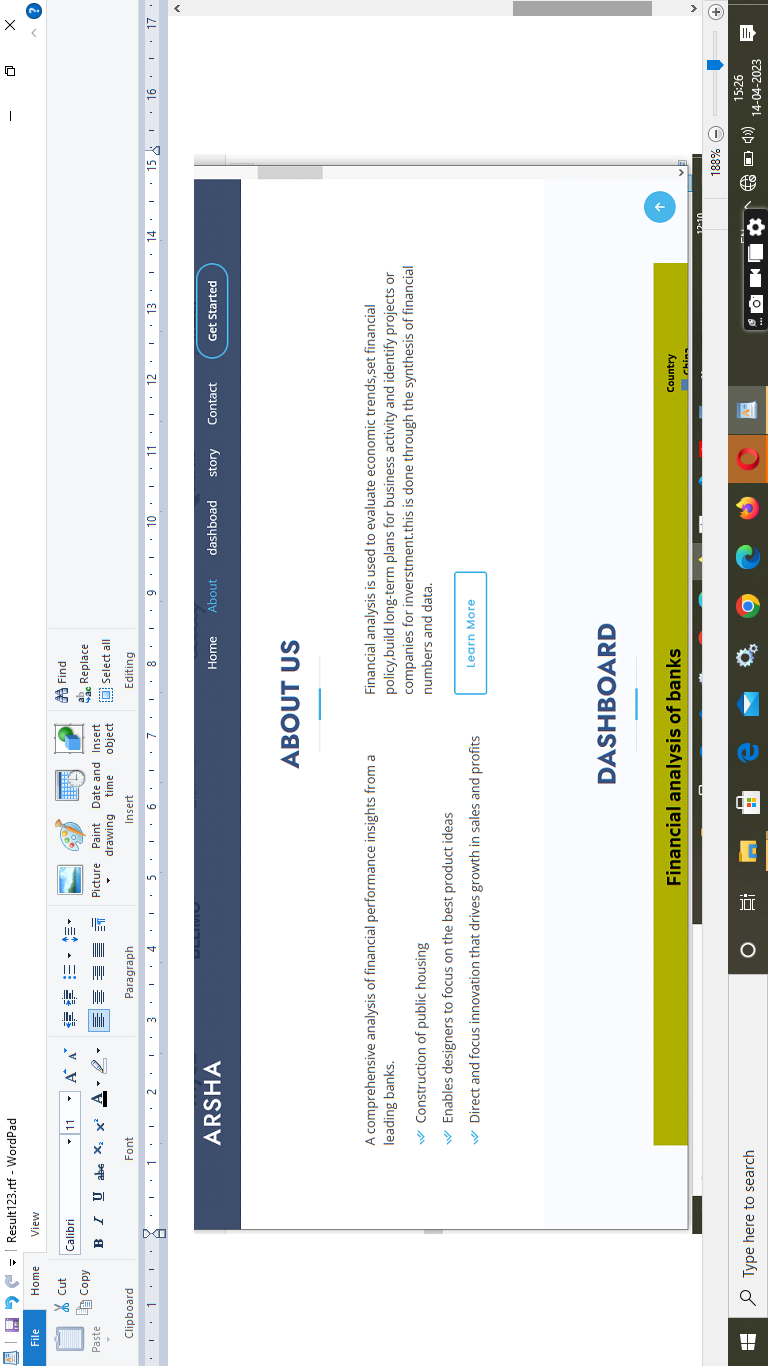 Result123.rtf - WordPad
File
Home
View
Cut
Copy
Paste
Clipboard
Calibri
11
B I U abc X₂ X² A
Font
Paragraph
Picture
Paint drawing
Date and time
Insert object
Insert
Find
Replace
Select all
Editing
1 1 2 3 4 5 6 7 8 9 10 11 12 13 14 15 16 17
ARSHA
Home
About
dashboad
story
Contact
Get Started
ABOUT US
A comprehensive analysis of financial performance insights from a
leading banks.
Construction of public housing
Enables designers to focus on the best product ideas
Direct and focus innovation that drives growth in sales and profits
Financial analysis is used to evaluate economic trends,set financial
policy,build long-term plans for business activity and identify projects or
companies for inverstment.this is done through the synthesis of financial
numbers and data.
Learn More
DASHBOARD
Financial analysis of banks
Country
China
188%
Type here to search
15:26
14-04-2023